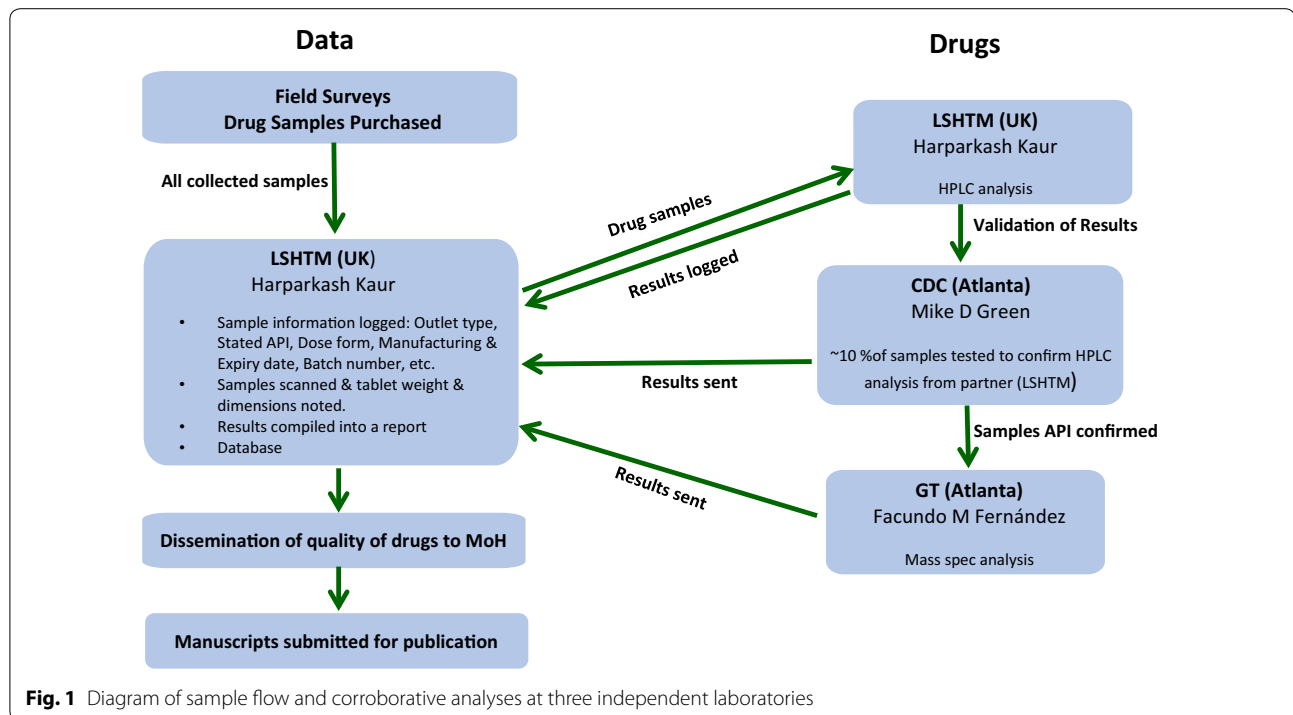 Data
Field Surveys
Drug Samples Purchased
All collected samples
LSHTM (UK)
Harparkash Kaur
• Sample information logged: Outlet type,
Stated API, Dose form, Manufacturing &
Expiry date, Batch number, etc.
• Samples scanned & tablet weight &
dimensions noted.
• Results compiled into a report
• Database
Dissemination of quality of drugs to MoH
Manuscripts submitted for publication
Drug samples
Results logged
Results sent
Results sent
Drugs
LSHTM (UK)
Harparkash Kaur
HPLC analysis
Validation of Results
CDC (Atlanta)
Mike D Green
~10 %of samples tested to confirm HPLC
analysis from partner (LSHTM)
Samples API confirmed
GT (Atlanta)
Facundo M Fernández
Mass spec analysis
Fig. 1 Diagram of sample flow and corroborative analyses at three independent laboratories